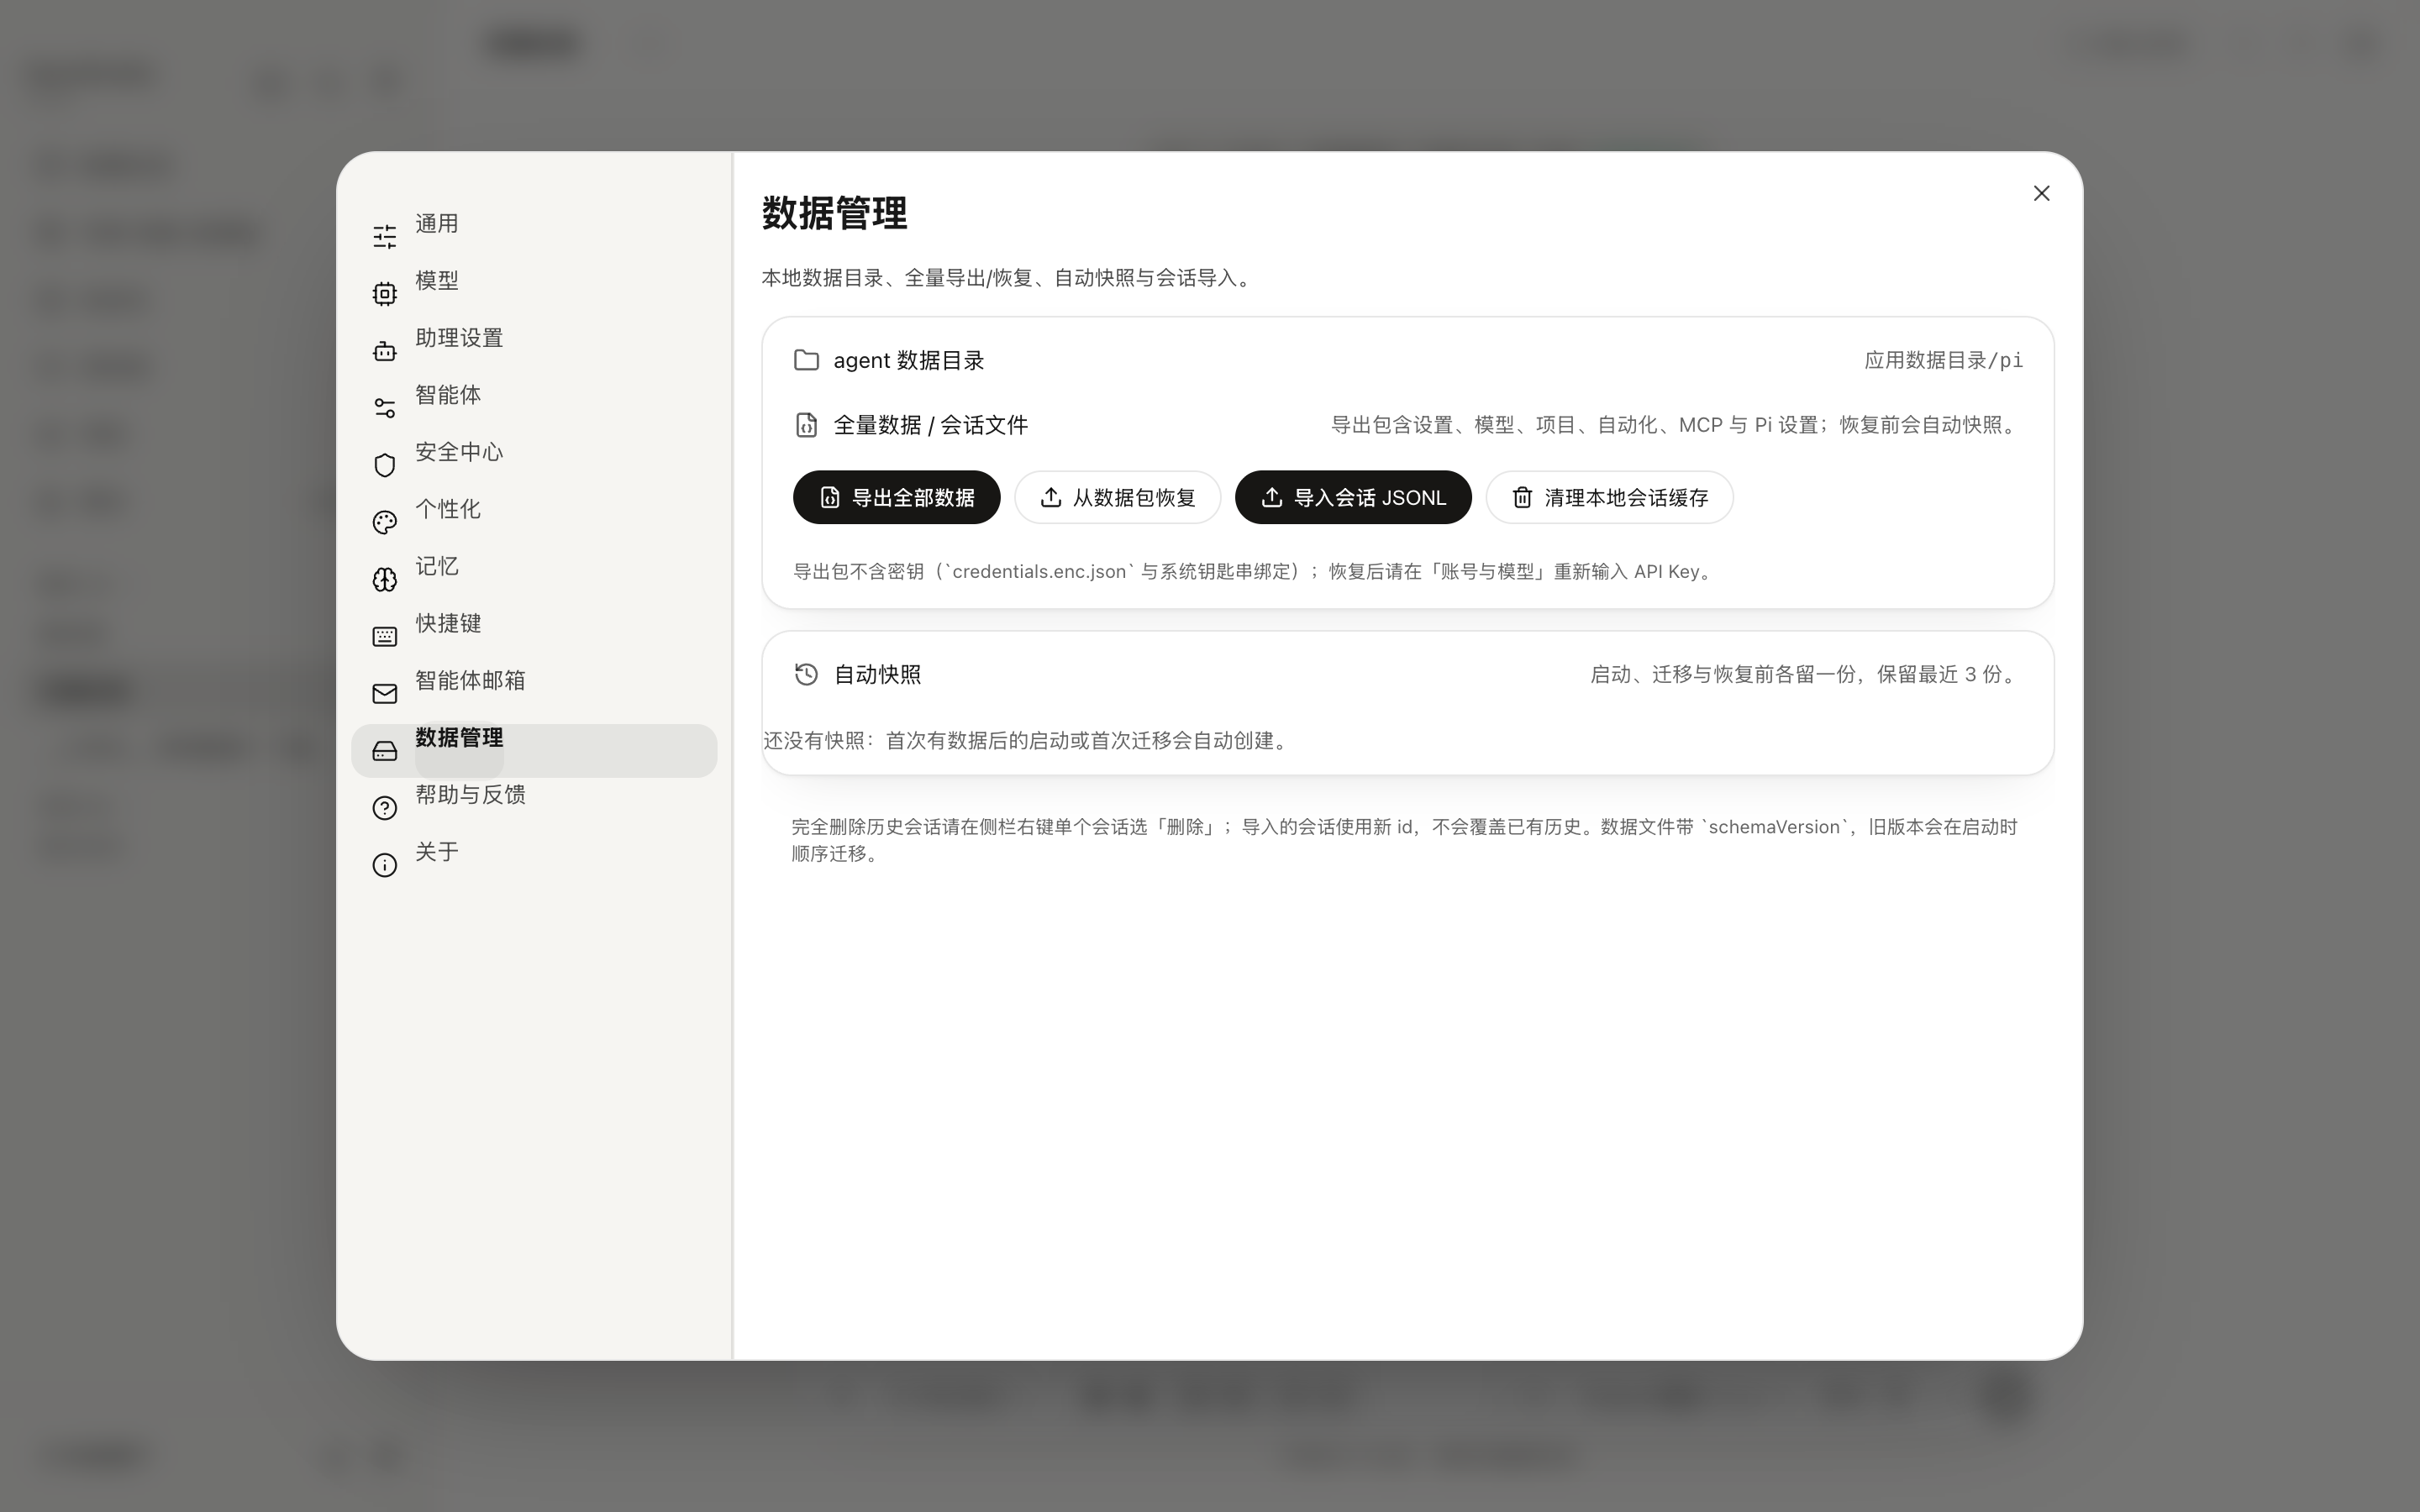 通用
模型
助理设置
智能体
安全中心
个性化
记忆
快捷键
智能体邮箱
数据管理
帮助与反馈
关于
数据管理
本地数据目录、全量导出/恢复、自动快照与会话导入。
agent 数据目录
应用数据目录/pi
全量数据 / 会话文件
导出包含设置、模型、项目、自动化、MCP 与 Pi 设置；恢复前会自动快照。
导出全部数据
从数据包恢复
导入会话 JSONL
清理本地会话缓存
导出包不含密钥（`credentials.enc.json` 与系统钥匙串绑定）；恢复后请在「账号与模型」重新输入 API Key。
自动快照
启动、迁移与恢复前各留一份，保留最近 3 份。
还没有快照：首次有数据后的启动或首次迁移会自动创建。
完全删除历史会话请在侧栏右键单个会话选「删除」；导入的会话使用新 id，不会覆盖已有历史。数据文件带 `schemaVersion`，旧版本会在启动时
顺序迁移。